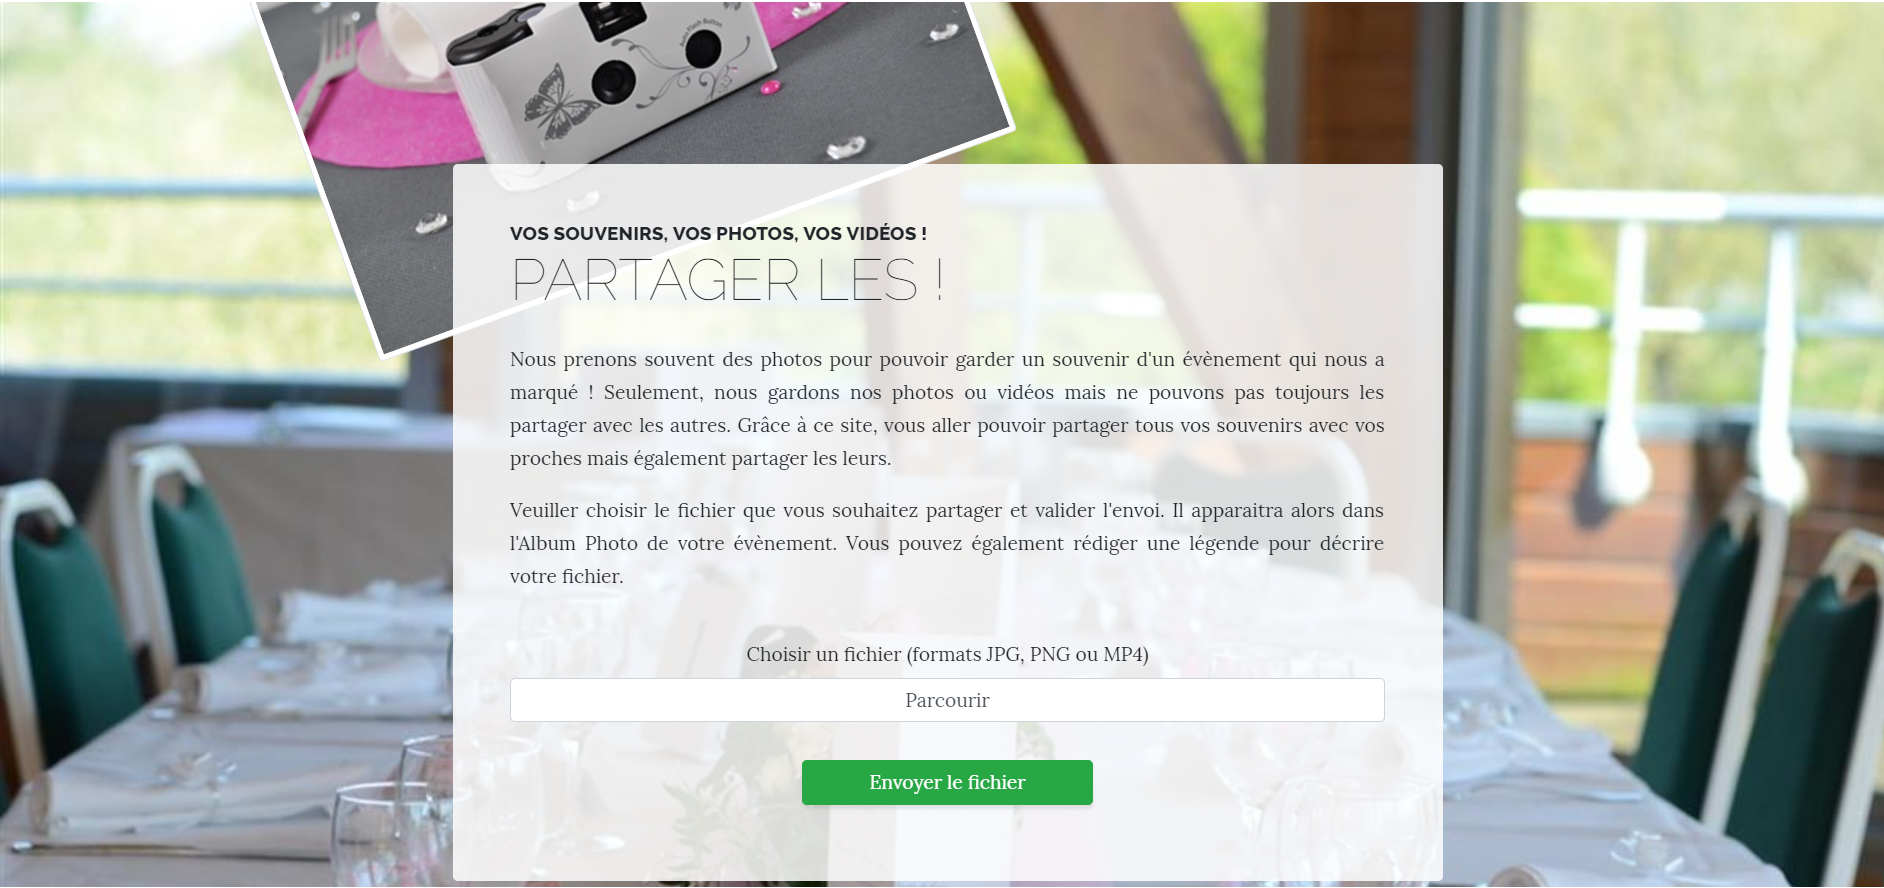 Auto Flash Button
VOS SOUVENIRS, VOS PHOTOS, VOS VIDÉOS !
PARTAGER LES !
Nous prenons souvent des photos pour pouvoir garder un souvenir d'un évènement qui nous a
marqué ! Seulement, nous gardons nos photos ou vidéos mais ne pouvons pas toujours les
partager avec les autres. Grâce à ce site, vous aller pouvoir partager tous vos souvenirs avec vos
proches mais également partager les leurs.
Veuiller choisir le fichier que vous souhaitez partager et valider l'envoi. Il apparaitra alors dans
l'Album Photo de votre évènement. Vous pouvez également rédiger une légende pour décrire
votre fichier.
Choisir un fichier (formats JPG, PNG ou MP4)
Parcourir
Envoyer le fichier